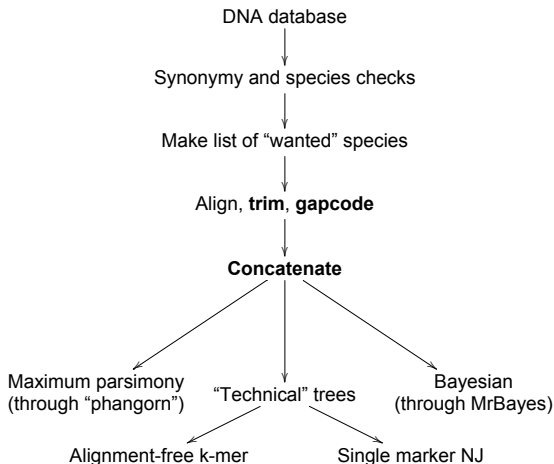 DNA database
Synonymy and species checks
Make list of “wanted” species
Align, trim, gapcode
Concatenate
Maximum parsimony
(through “phangorn”)
“Technical” trees
Bayesian
(through MrBayes)
Alignment-free k-mer
Single marker NJ